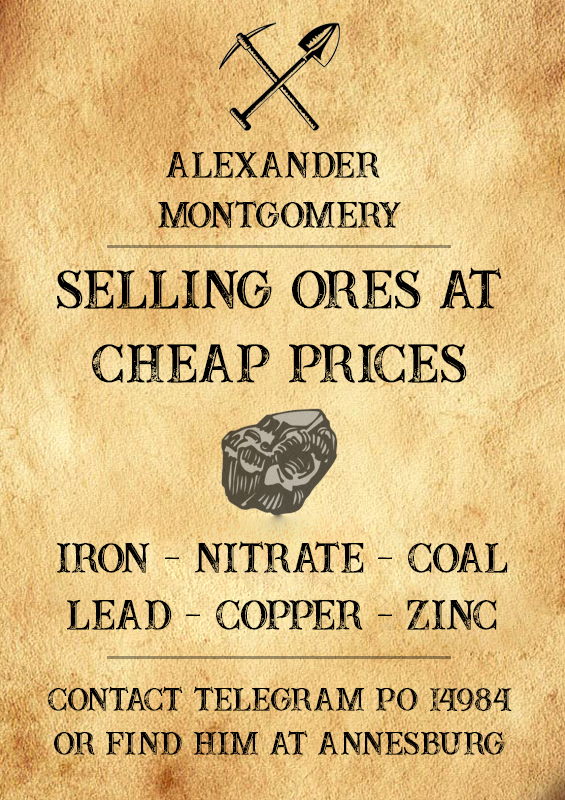 ALEXANDER
MONTGOMERY
SELLING ORES AT
CHEAP PRICES
IRON - NITRATE - COAL
LEAD - COPPER - ZINC
CONTACT TELEGRAM PO 14984
OR FIND HIM AT ANNESBURG